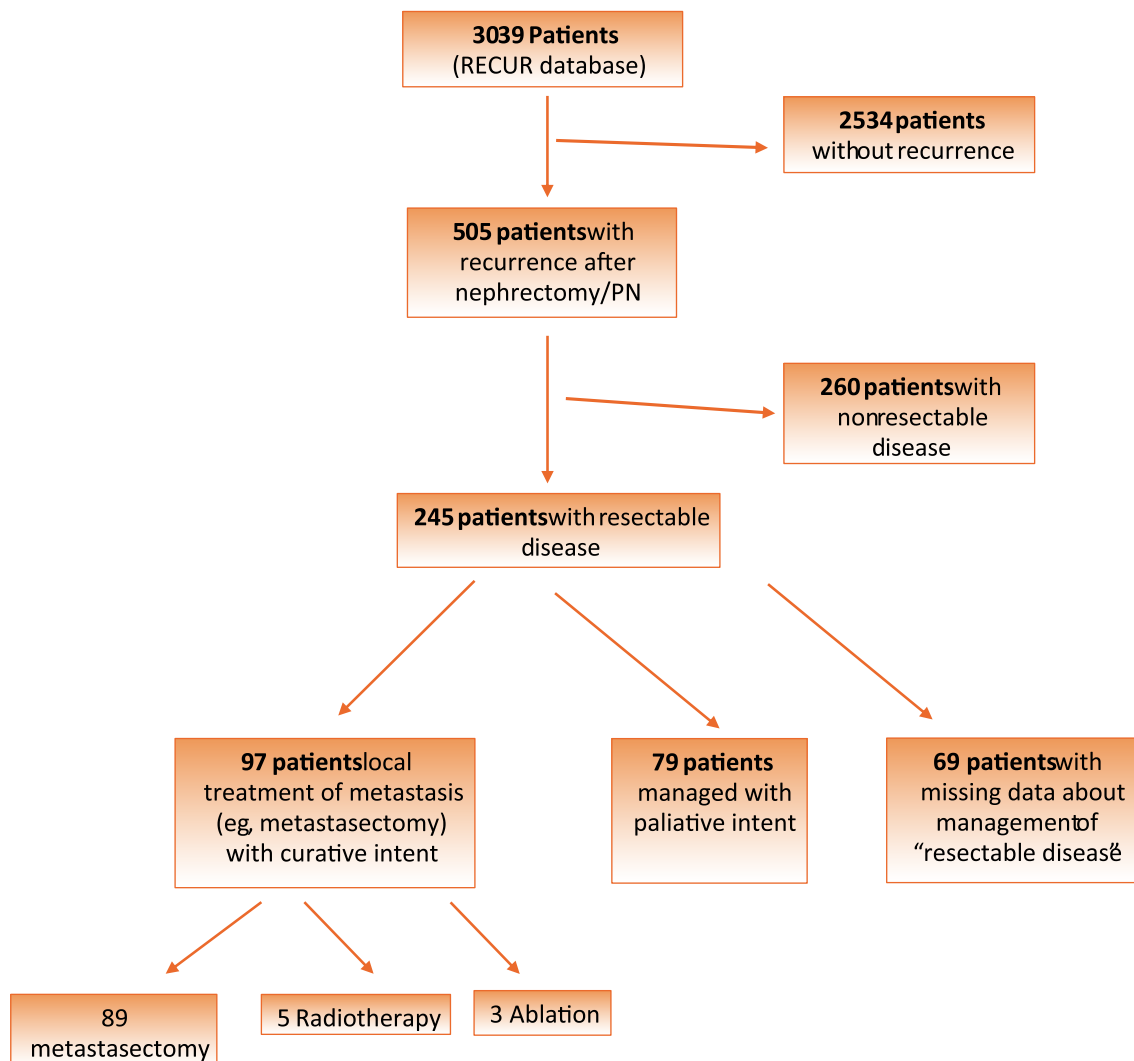 3039 Patients
(RECUR database)
2534 patients
without recurrence
505 patients with
recurrence after
nephrectomy/PN
260 patients with
nonresectable
disease
245 patients with resectable
disease
97 patients local
treatment of metastasis
(eg, metastasectomy)
with curative intent
79 patients
managed with
paliative intent
69 patients with
missing data about
management of
“resectable disease”
89
metastasectomy
5 Radiotherapy
3 Ablation